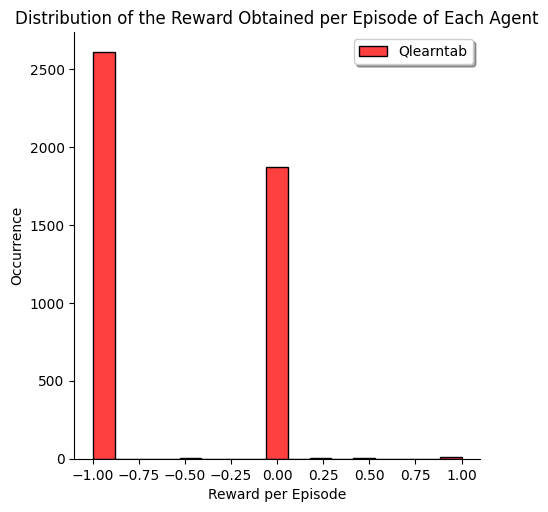 Distribution of the Reward Obtained per Episode of Each Agent
Qlearntab
2500
2000
1500
1000
500
0
Occurrence
−1.00 −0.75 −0.50 −0.25 0.00 0.25 0.50 0.75 1.00
Reward per Episode